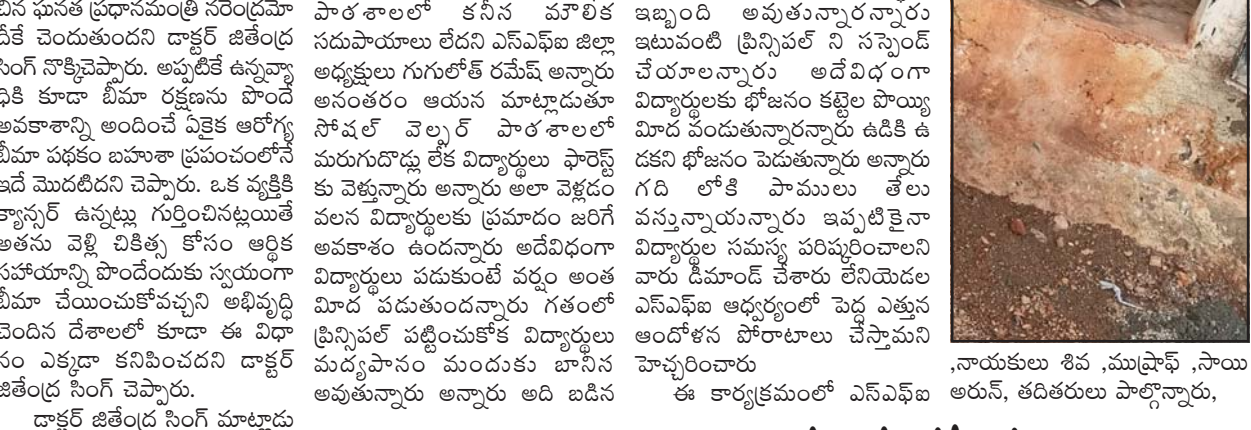 చిన ఘనత ప్రధానమంత్రి నరేంద్రమో
దీకే చెందుతుందని డాక్టర్ జితేంద్ర
సింగ్ నొక్కిచెప్పారు. అప్పటికే ఉన్నవ్యా
ధికి కూడా బీమా రక్షణను పొందే
అవకాశాన్ని అందించే ఏకైక ఆరోగ్య
బీమా పథకం బహుశా ప్రపంచంలోనే
ఇదే మొదటిదని చెప్పారు. ఒక వ్యక్తికి
క్యాన్సర్ ఉన్నట్లు గుర్తించినట్లయితే
అతను వెళ్లి చికిత్స కోసం ఆర్థిక
సహాయాన్ని పొందేందుకు స్వయంగా
బీమా చేయించుకోవచ్చని అభివృద్ధి
చెందిన దేశాలలో కూడా ఈ విధా
నం ఎక్కడా కనిపించదని డాక్టర్
జితేంద్ర సింగ్ చెప్పారు.
డాక్టర్ జితేంద్ర సింగ్ మాట్లాడు
పాఠశాలలో కనీస మౌలిక
సదుపాయాలు లేదని ఎస్ఎఫ్ఐ జిల్లా
అధ్యక్షులు గుగులోత్ రమేష్ అన్నారు
అనంతరం ఆయన మాట్లాడుతూ
సోషల్ వెల్ఫర్ పాఠశాలలో
మరుగుదొడ్లు లేక విద్యార్థులు ఫారెస్ట్
కు వెళ్తున్నారు అన్నారు అలా వెళ్లడం
వలన విద్యార్థులకు ప్రమాదం జరిగే
అవకాశం ఉందన్నారు అదేవిధంగా
విద్యార్థులు పడుకుంటే వర్షం అంత
మీద పడుతుందన్నారు గతంలో
ప్రిన్సిపల్ పట్టించుకోక విద్యార్థులు
మద్యపానం మందుకు బానిస
అవుతున్నారు అన్నారు అది బడిన
ఇబ్బంది అవుతున్నారన్నారు
ఇటువంటి ప్రిన్సిపల్ ని సస్పెండ్
చేయాలన్నారు అదేవిధంగా
విద్యార్థులకు భోజనం కట్టెల పొయ్యి
మీద వండుతున్నారన్నారు ఉడికి ఉ
డకని భోజనం పెడుతున్నారు అన్నారు
గది లోకి పాములు తేలు
వస్తున్నాయన్నారు ఇప్పటికైనా
విద్యార్థుల సమస్య పరిష్కరించాలని
వారు డిమాండ్ చేశారు లేనియెడల
ఎస్ఎఫ్ఐ ఆధ్వర్యంలో పెద్ద ఎత్తున
ఆందోళన పోరాటాలు చేస్తామని
హెచ్చరించారు
ఈ కార్యక్రమంలో ఎస్ఎఫ్ఐ
,నాయకులు శివ ,ముష్రాఫ్ ,సాయి
అరున్, తదితరులు పాల్గొన్నారు,